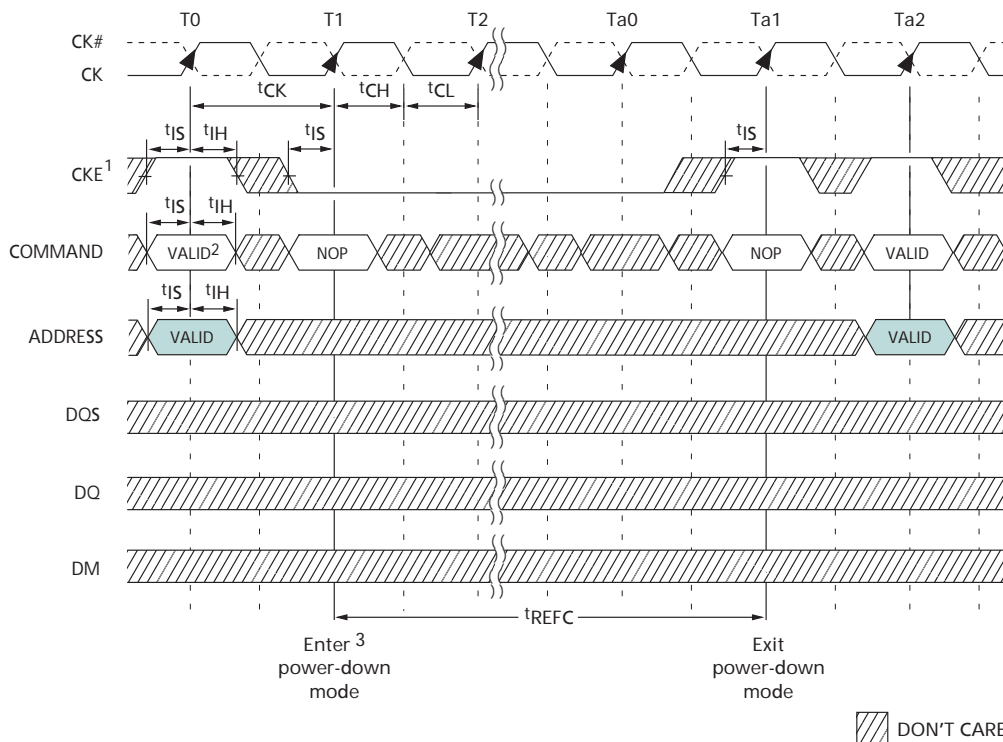 T0 T1 T2 Ta0 Ta1 Ta2
CK#
CK
tCK tCH tCL
tIS tIH tIS tIS
CKE1
tIS tIH
COMMAND VALID2 NOP NOP VALID
tIS tIH
ADDRESS VALID VALID
DQS
DQ
DM
tREFC
Enter 3
power-down
mode
Exit
power-down
mode
DON'T CARE